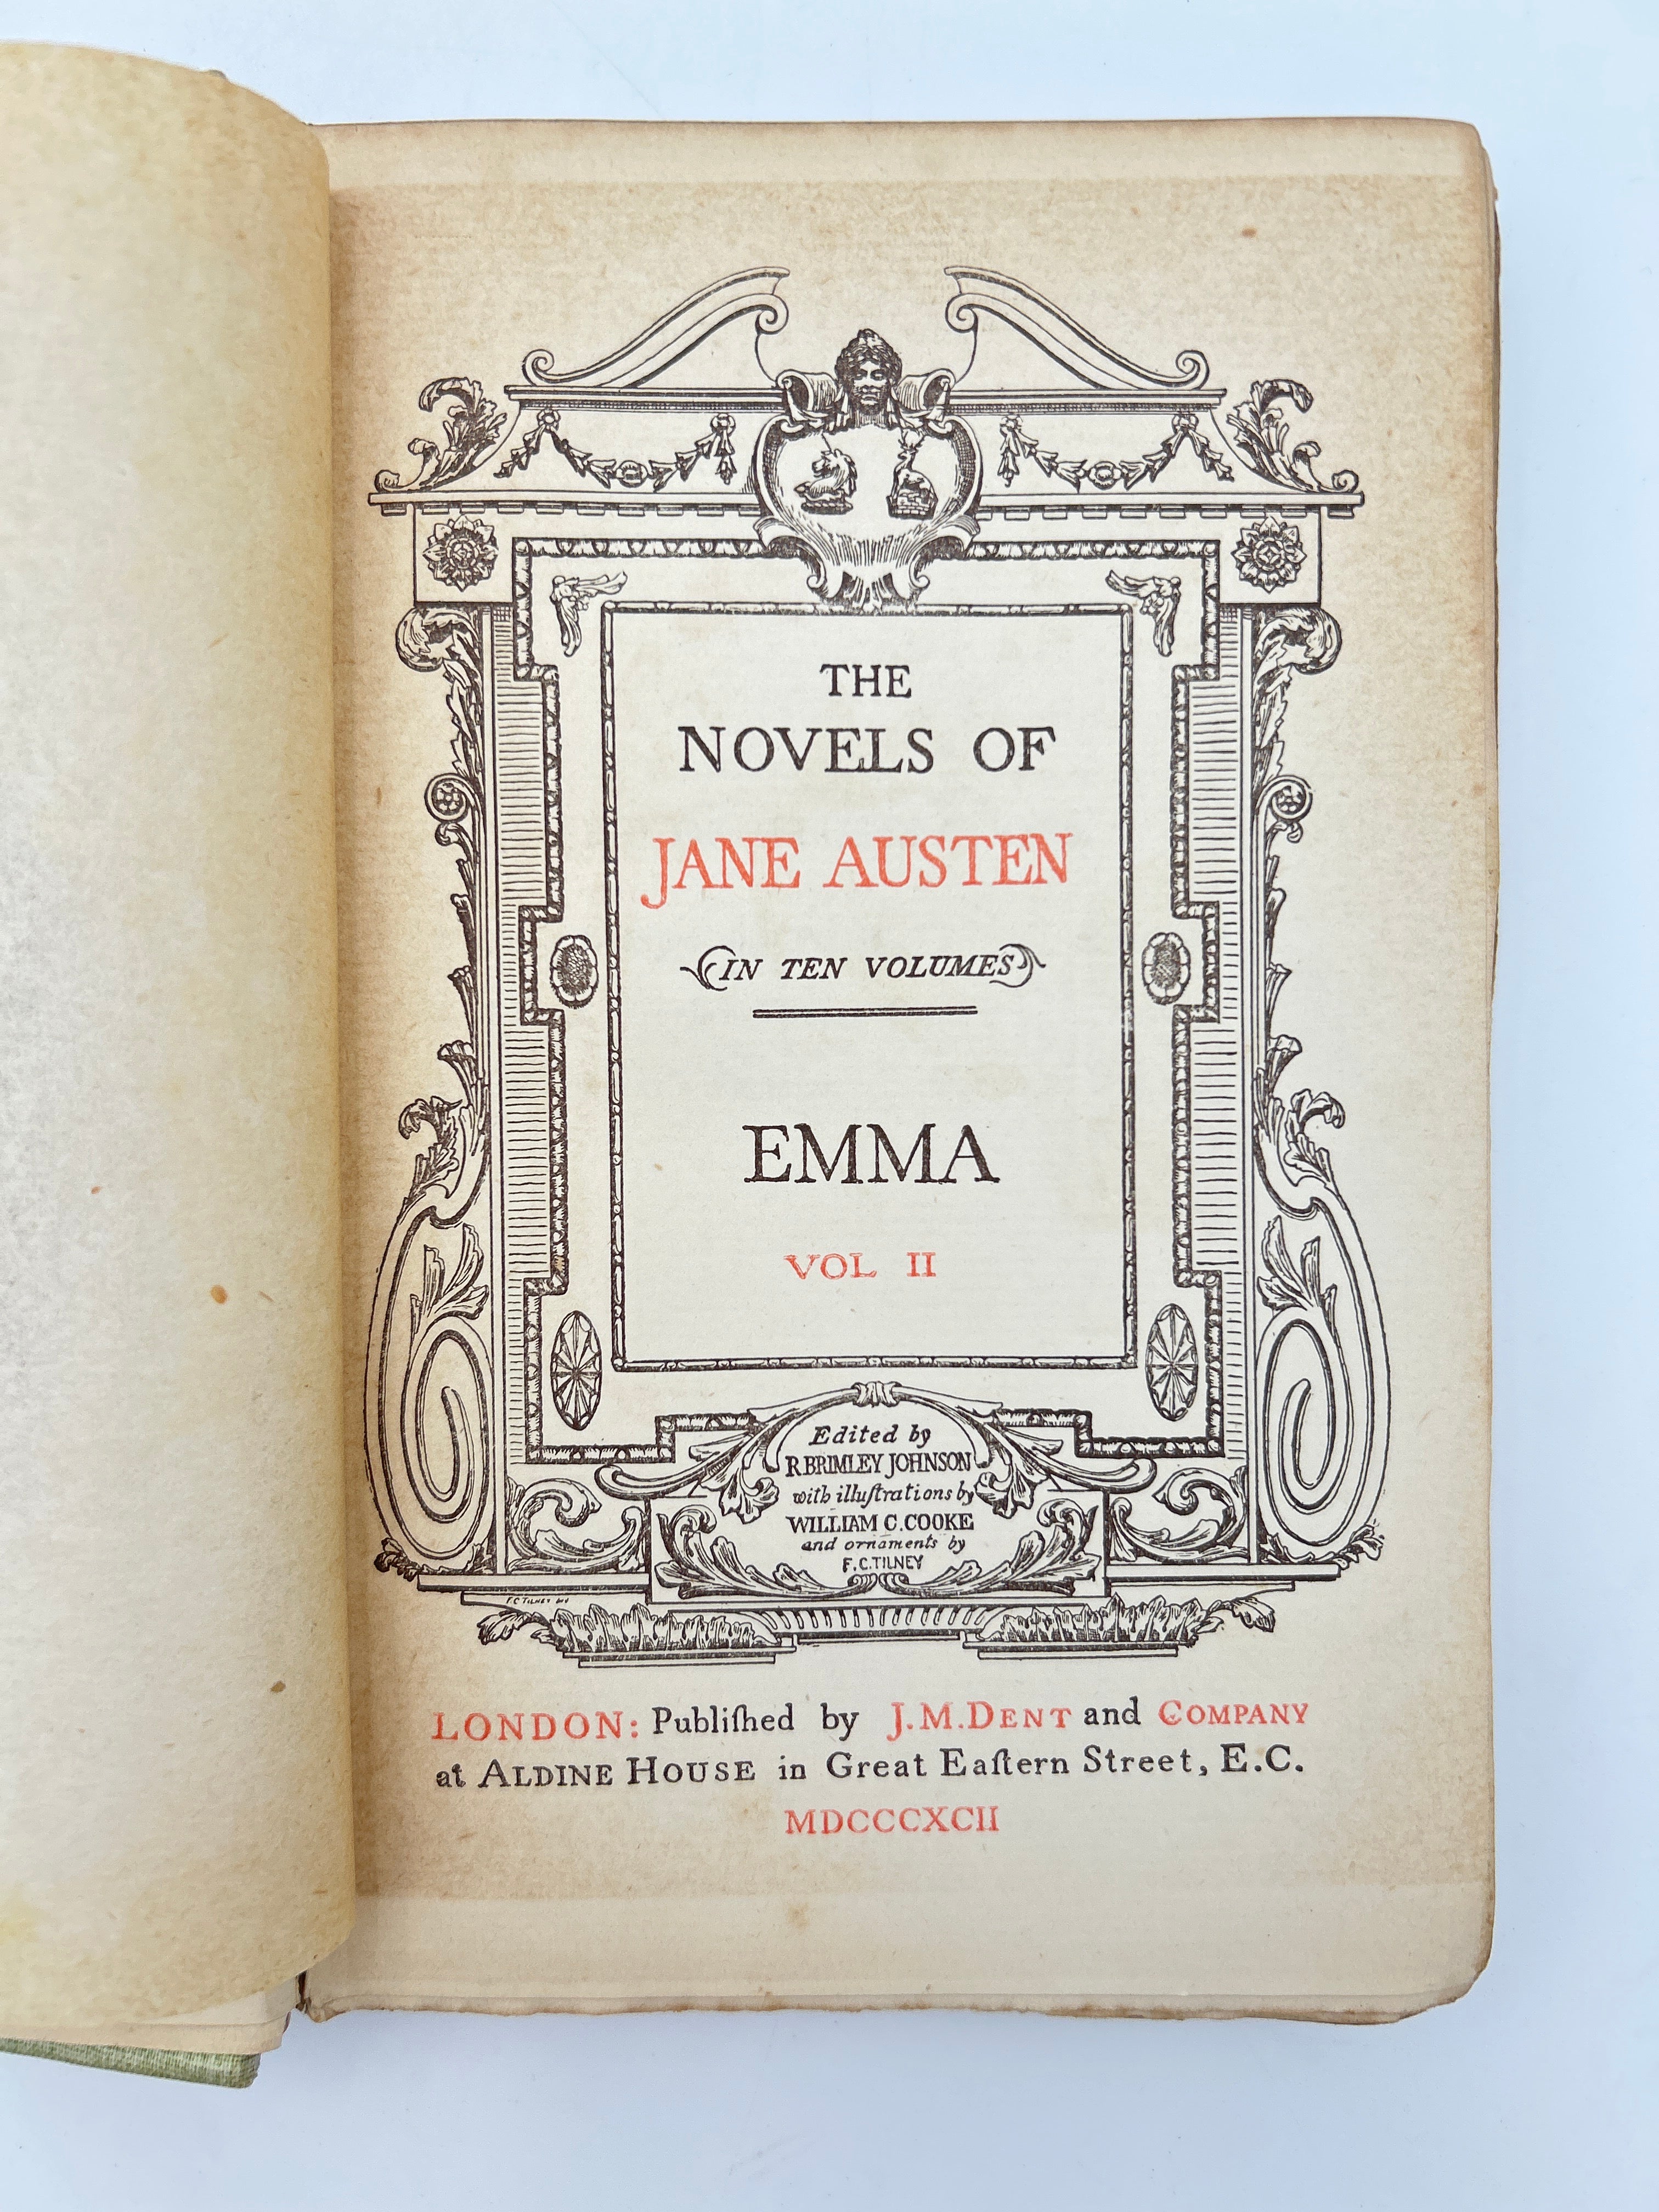 THE
NOVELS OF
JANE AUSTEN
(IN TEN VOLUMES)
EMMA
VOL II
Edited by
R BRIMLEY JOHNSON
with illuſtrations by
WILLIAM C. COOKE
and ornaments by
F. C. TILNEY
F. C TILNEY
LONDON: Publiſhed by J. M. DENT and COMPANY
at ALDINE HOUSE in Great Eaſtern Street, E.C.
MDCCCXCII